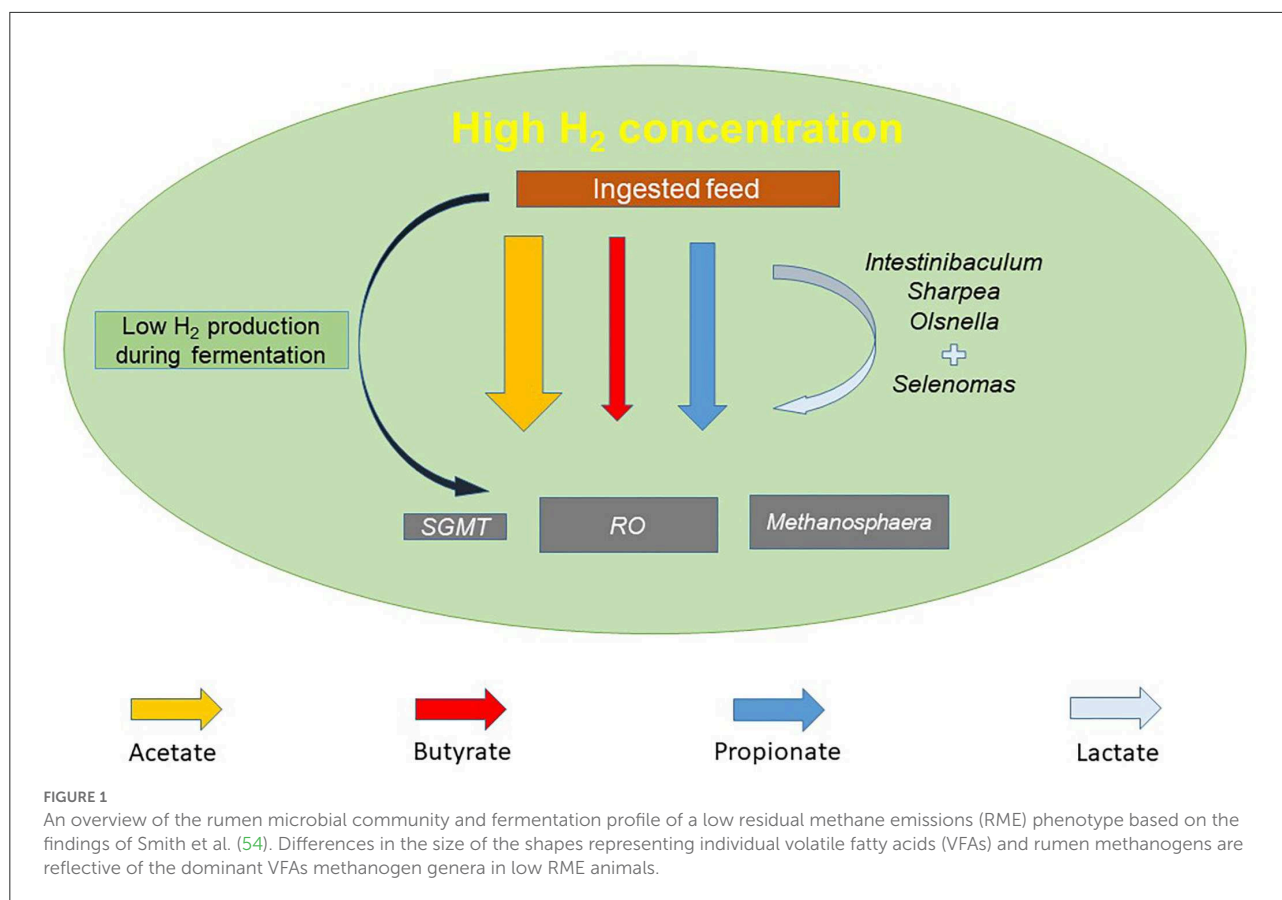 High H₂ concentration
Ingested feed
Low H₂ production
during fermentation
Intestinibaculum
Sharpea
Olsnella
+
Selenomas
SGMT
RO
Methanosphaera
Acetate
Butyrate
Propionate
Lactate
FIGURE 1
An overview of the rumen microbial community and fermentation profile of a low residual methane emissions (RME) phenotype based on the
findings of Smith et al. (54). Differences in the size of the shapes representing individual volatile fatty acids (VFAs) and rumen methanogens are
reflective of the dominant VFAs methanogen genera in low RME animals.